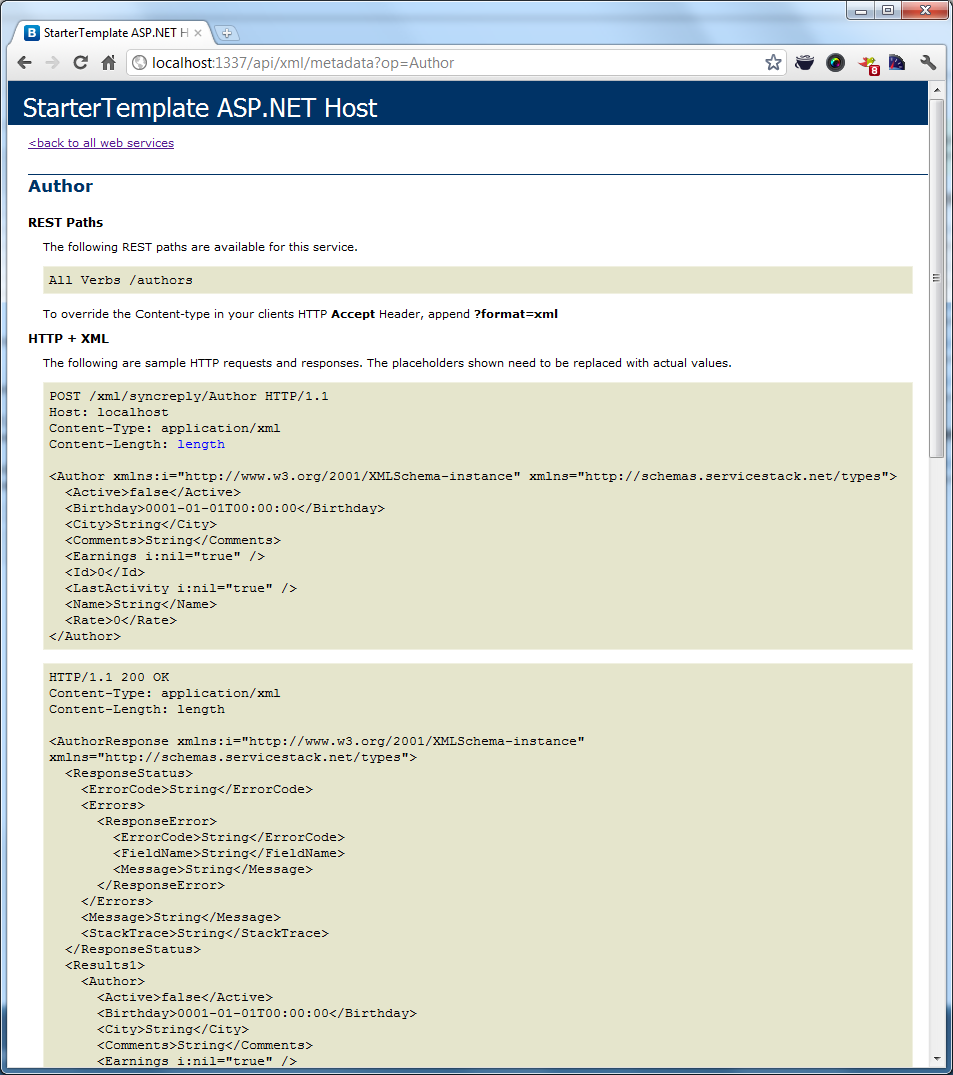 StarterTemplate ASP.NET H
localhost:1337/api/xml/metadata?op=Author
StarterTemplate ASP.NET Host
<back to all web services
Author
REST Paths
The following REST paths are available for this service.
All Verbs /authors
To override the Content-type in your clients HTTP Accept Header, append ?format=xml
HTTP + XML
The following are sample HTTP requests and responses. The placeholders shown need to be replaced with actual values.
POST /xml/syncreply/Author HTTP/1.1
Host: localhost
Content-Type: application/xml
Content-Length: length
<Author xmlns:i="http://www.w3.org/2001/XMLSchema-instance" xmlns="http://schemas.servicestack.net/types">
<Active>false</Active>
<Birthday>0001-01-01T00:00:00</Birthday>
<City>String</City>
<Comments>String</Comments>
<Earnings i:nil="true" />
<Id>0</Id>
<LastActivity i:nil="true" />
<Name>String</Name>
<Rate>0</Rate>
</Author>
HTTP/1.1 200 OK
Content-Type: application/xml
Content-Length: length
<AuthorResponse xmlns:i="http://www.w3.org/2001/XMLSchema-instance"
xmlns="http://schemas.servicestack.net/types">
<ResponseStatus>
<ErrorCode>String</ErrorCode>
<Errors>
<ResponseError>
<ErrorCode>String</ErrorCode>
<FieldName>String</FieldName>
<Message>String</Message>
</ResponseError>
</Errors>
<Message>String</Message>
<StackTrace>String</StackTrace>
</ResponseStatus>
<Results1>
<Author>
<Active>false</Active>
<Birthday>0001-01-01T00:00:00</Birthday>
<City>String</City>
<Comments>String</Comments>
<Earnings i:nil="true" />